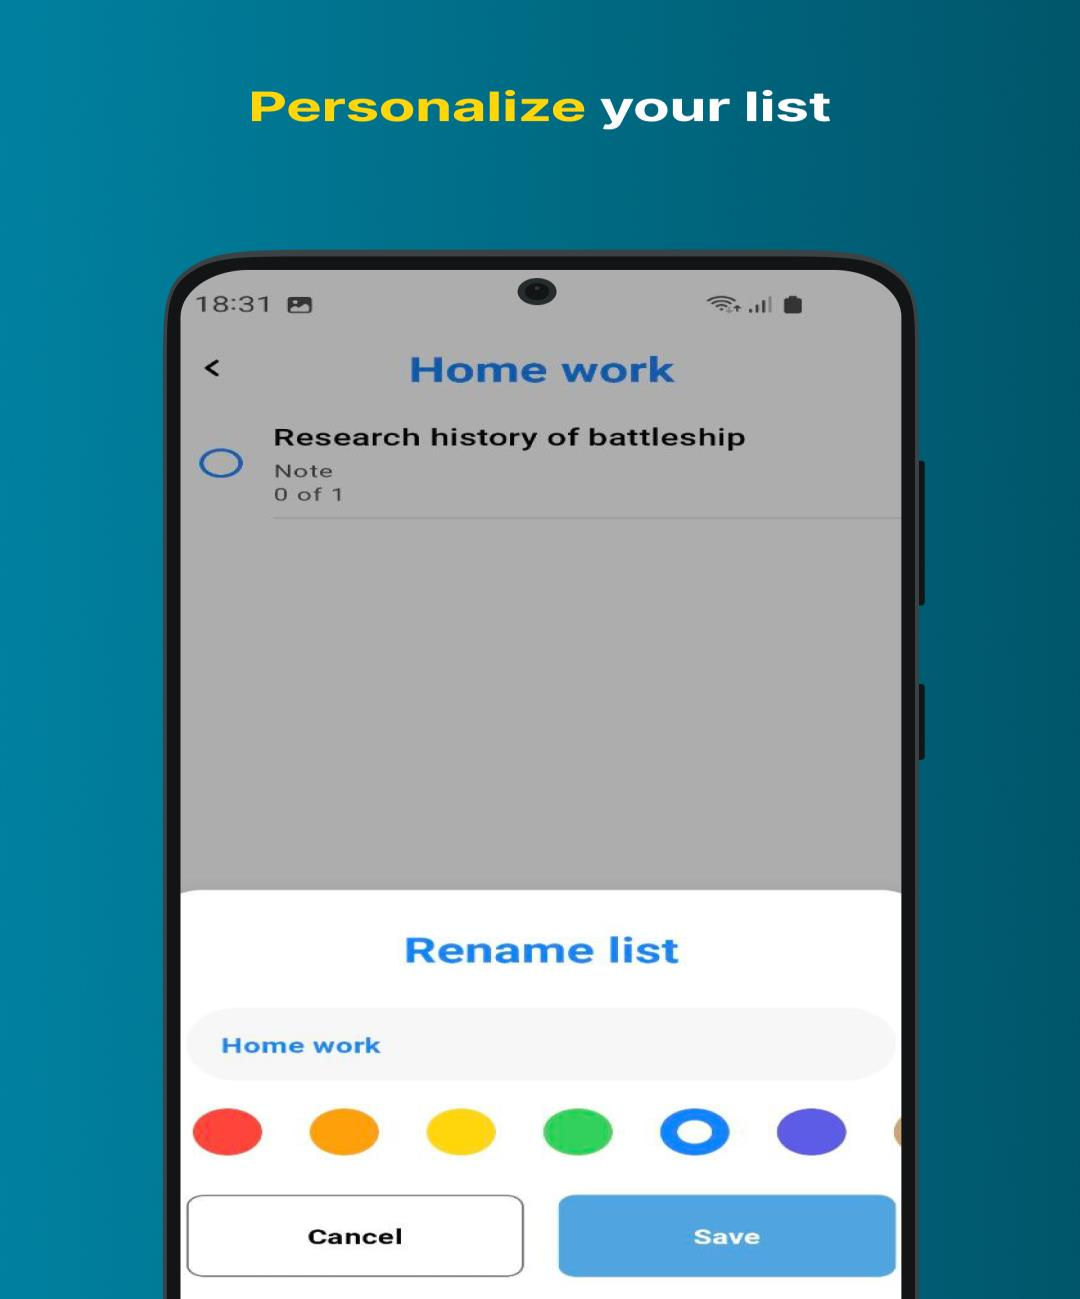 Personalize your list
18:31
Home work
Research history of battleship
Note
0 of 1
Rename list
Home work
Cancel
Save